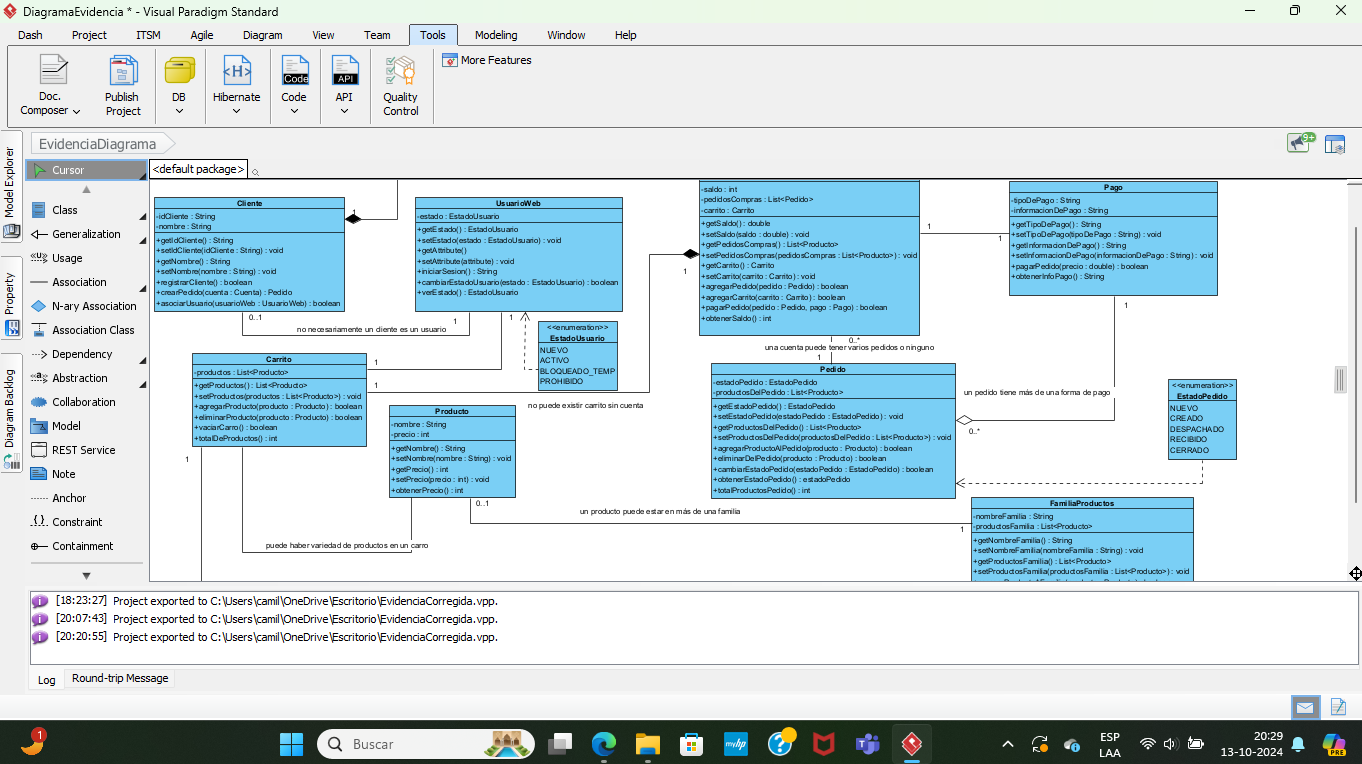 DiagramaEvidencia * - Visual Paradigm Standard
Dash Project ITSM Agile Diagram View Team Tools Modeling Window Help
Doc. Composer
Publish Project
DB
Hibernate
Code
API
Quality Control
More Features
EvidenciaDiagrama
9+
Model Explorer
Property
Diagram Backlog
Cursor
Class
Generalization
Usage
Association
N-ary Association
Association Class
Dependency
Abstraction
Collaboration
Model
REST Service
Note
Anchor
Constraint
Containment
<default package>
Cliente
-idCliente : String
-nombre : String
+getIdCliente() : String
+setIdCliente(idCliente : String) : void
+getNombre() : String
+setNombre(nombre : String) : void
+registrarCliente() : boolean
+crearPedido(cuenta : Cuenta) : Pedido
+asociarUsuario(usuarioWeb : UsuarioWeb) : boolean
1
0..1
no necesariamente un cliente es un usuario
1
UsuarioWeb
-estado : EstadoUsuario
+getEstado() : EstadoUsuario
+setEstado(estado : EstadoUsuario) : void
+getAttribute()
+setAttribute(attribute) : void
+iniciarSesion() : String
+cambiarEstadoUsuario(estado : EstadoUsuario) : boolean
+verEstado() : EstadoUsuario
1
<<enumeration>>
EstadoUsuario
NUEVO
ACTIVO
BLOQUEADO_TEMP
PROHIBIDO
-saldo : int
-pedidosCompras : List<Pedido>
-carrito : Carrito
+getSaldo() : double
+setSaldo(saldo : double) : void
+getPedidosCompras() : List<Producto>
+setPedidosCompras(pedidosCompras : List<Producto>) : void
+getCarrito() : Carrito
+setCarrito(carrito : Carrito) : void
+agregarPedido(pedido : Pedido) : boolean
+agregarCarrito(carrito : Carrito) : boolean
+pagarPedido(pedido : Pedido, pago : Pago) : boolean
+obtenerSaldo() : int
1
1
1
0..*
una cuenta puede tener varios pedidos o ninguno
1
Pago
-tipoDePago : String
-informacionDePago : String
+getTipoDePago() : String
+setTipoDePago(tipoDePago : String) : void
+getInformacionDePago() : String
+setInformacionDePago(informacionDePago : String) : void
+pagarPedido(precio : double) : boolean
+obtenerInfoPago() : String
1
Carrito
-productos : List<Producto>
+getProductos() : List<Producto>
+setProductos(productos : List<Producto>) : void
+agregarProducto(producto : Producto) : boolean
+eliminarProducto(producto : Producto) : boolean
+vaciarCarro() : boolean
+totalDeProductos() : int
1
1
1
no puede existir carrito sin cuenta
Producto
-nombre : String
-precio : int
+getNombre() : String
+setNombre(nombre : String) : void
+getPrecio() : int
+setPrecio(precio : int) : void
+obtenerPrecio() : int
0..1
un producto puede estar en más de una familia
1
puede haber variedad de productos en un carro
Pedido
-estadoPedido : EstadoPedido
-productosDelPedido : List<Producto>
+getEstadoPedido() : EstadoPedido
+setEstadoPedido(estadoPedido : EstadoPedido) : void
+getProductosDelPedido() : List<Producto>
+setProductosDelPedido(productosDelPedido : List<Producto>) : void
+agregarProductoAlPedido(producto : Producto) : boolean
+eliminarDelPedido(producto : Producto) : boolean
+cambiarEstadoPedido(estadoPedido : EstadoPedido) : boolean
+obtenerEstadoPedido() : estadoPedido
+totalProductosPedido() : int
un pedido tiene más de una forma de pago
0..*
<<enumeration>>
EstadoPedido
NUEVO
CREADO
DESPACHADO
RECIBIDO
CERRADO
FamiliaProductos
-nombreFamilia : String
-productosFamilia : List<Producto>
+getNombreFamilia() : String
+setNombreFamilia(nombreFamilia : String) : void
+getProductosFamilia() : List<Producto>
+setProductosFamilia(productosFamilia : List<Producto>) : void
[18:23:27] Project exported to C:\Users\camil\OneDrive\Escritorio\EvidenciaCorregida.vpp.
[20:07:43] Project exported to C:\Users\camil\OneDrive\Escritorio\EvidenciaCorregida.vpp.
[20:20:55] Project exported to C:\Users\camil\OneDrive\Escritorio\EvidenciaCorregida.vpp.
Log Round-trip Message
1
Buscar
myhp
ESP
LAA
20:29
13-10-2024
PRE